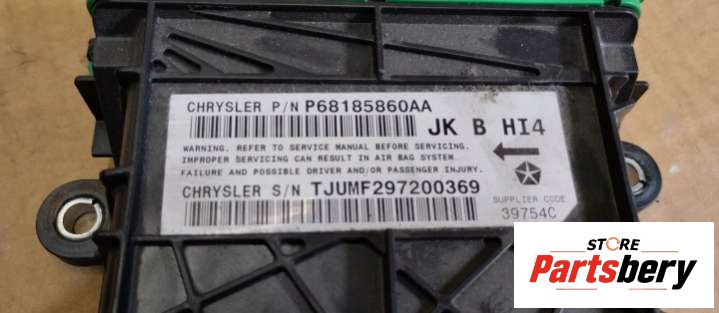 CHRYSLER P/N P68185860AA
JK B HI4
WARNING. REFER TO SERVICE MANUAL BEFORE SERVICING.
IMPROPER SERVICING CAN RESULT IN AIR BAG SYSTEM
FAILURE AND POSSIBLE DRIVER AND/OR PASSENGER INJURY.
CHRYSLER S/N TJUMF297200369
SUPPLIER CODE
39754C
STORE
Partsbery